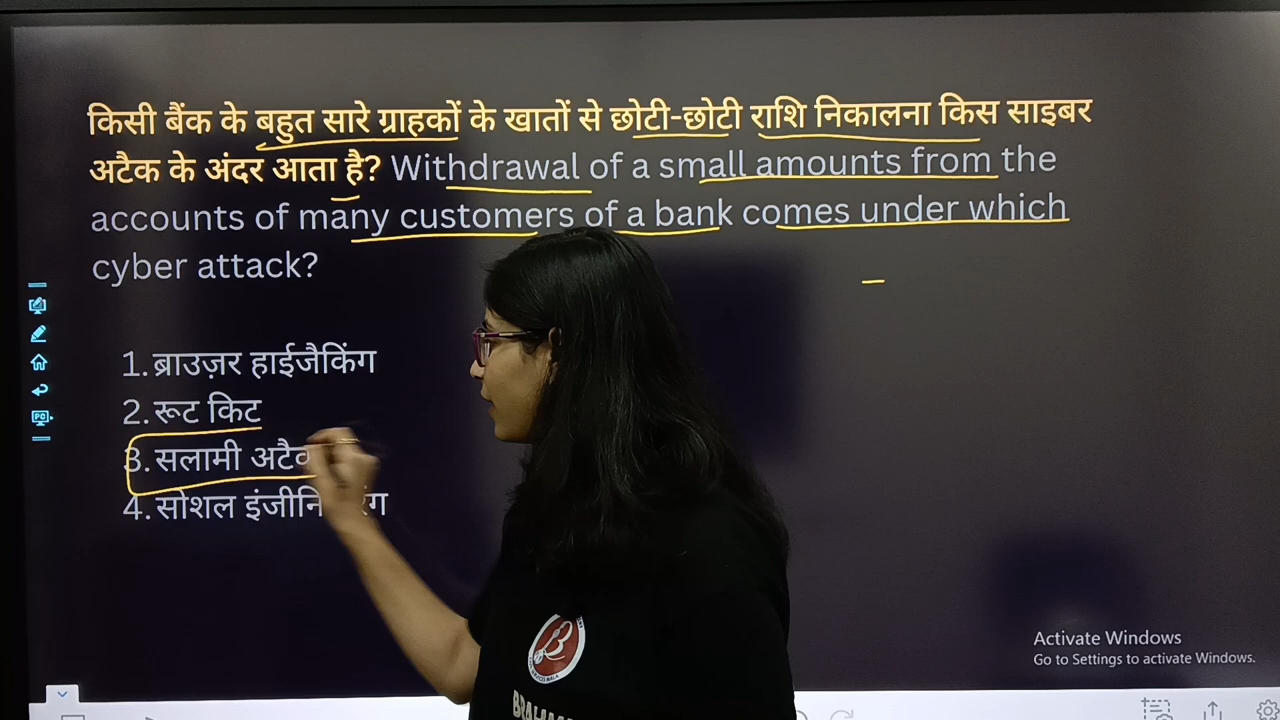 किसी बैंक के बहुत सारे ग्राहकों के खातों से छोटी-छोटी राशि निकालना किस साइबर
अटैक के अंदर आता है? Withdrawal of a small amounts from the
accounts of many customers of a bank comes under which
cyber attack?
1. ब्राउज़र हाईजैकिंग
2. रूट किट
3. सलामी
4. सोशल
PC
Activate Windows
Go to Settings to activate Windows.
B